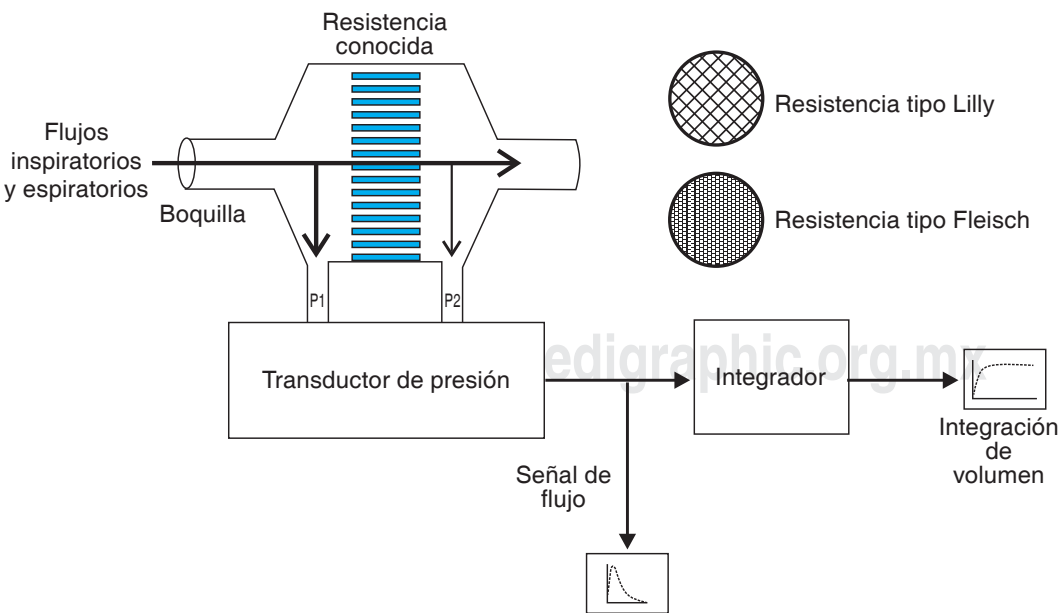 Resistencia
conocida
Flujos
inspiratorios
y espiratorios
Boquilla
Resistencia tipo Lilly
Resistencia tipo Fleisch
P1
P2
Transductor de presión
edigraphic.org.mx
Integrador
Integración
de
volumen
Señal de
flujo